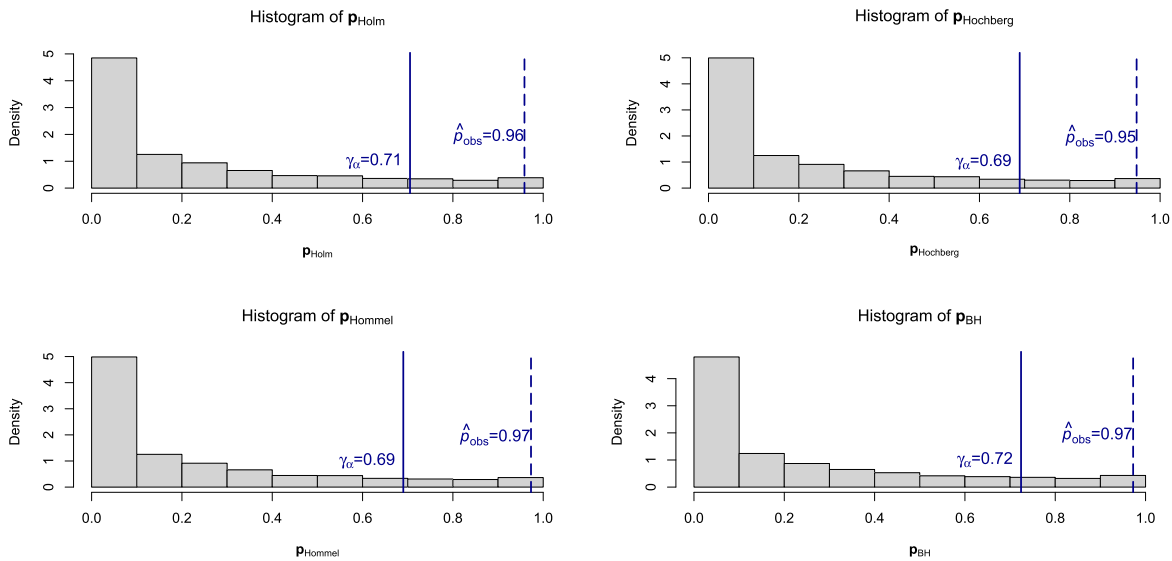 Histogram of pHolm
Density
0 1 2 3 4 5
γα=0.71
p̂obs=0.96
0.0 0.2 0.4 0.6 0.8 1.0
pHolm
Histogram of pHochberg
Density
0 1 2 3 4 5
γα=0.69
p̂obs=0.95
0.0 0.2 0.4 0.6 0.8 1.0
pHochberg
Histogram of pHommel
Density
0 1 2 3 4 5
γα=0.69
p̂obs=0.97
0.0 0.2 0.4 0.6 0.8 1.0
pHommel
Histogram of pBH
Density
0 1 2 3 4
γα=0.72
p̂obs=0.97
0.0 0.2 0.4 0.6 0.8 1.0
pBH